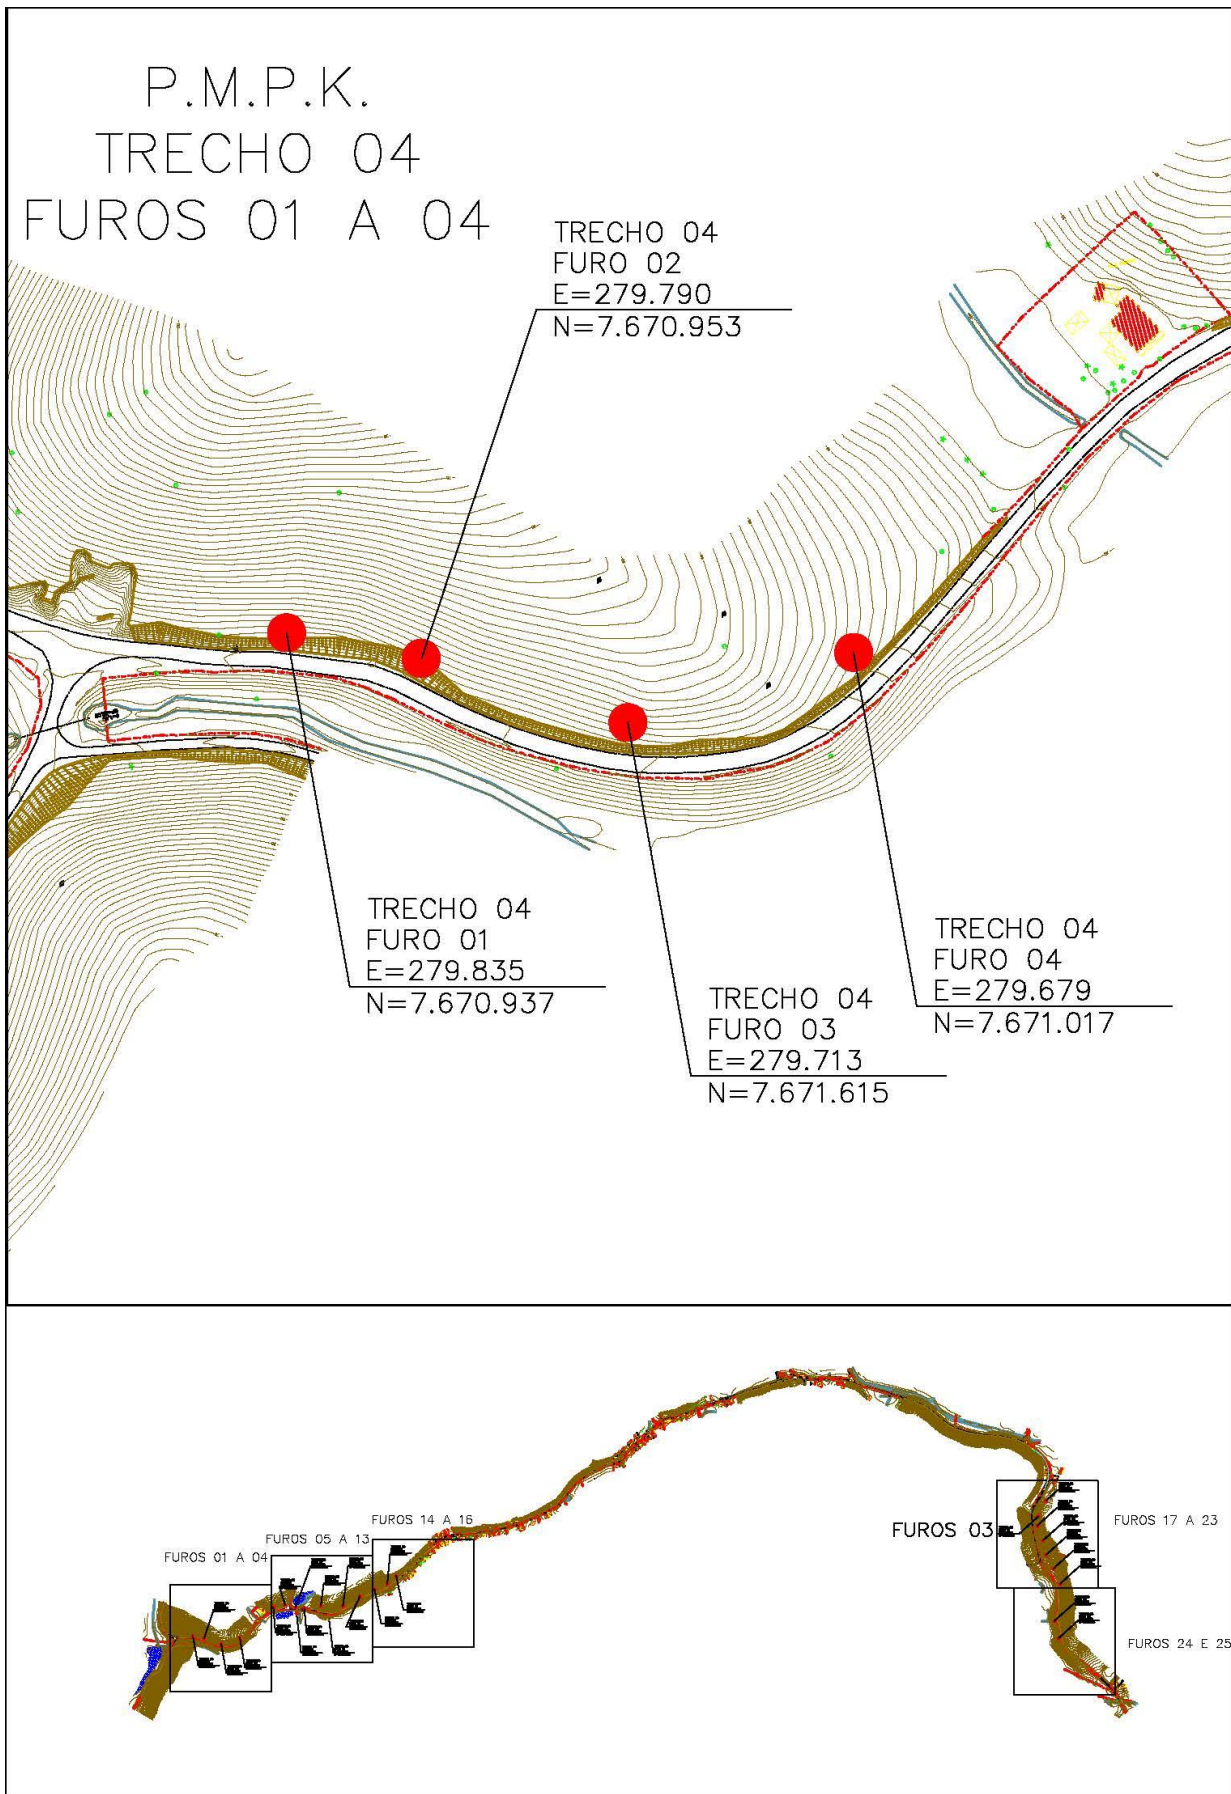 P.M.P.K.
TRECHO 04
FUROS 01 A 04
TRECHO 04
FURO 02
E=279.790
N=7.670.953
TRECHO 04
FURO 01
E=279.835
N=7.670.937
TRECHO 04
FURO 03
E=279.713
N=7.671.615
TRECHO 04
FURO 04
E=279.679
N=7.671.017
FUROS 01 A 04
FUROS 05 A 13
FUROS 14 A 16
FUROS 03
FUROS 17 A 23
FUROS 24 E 25